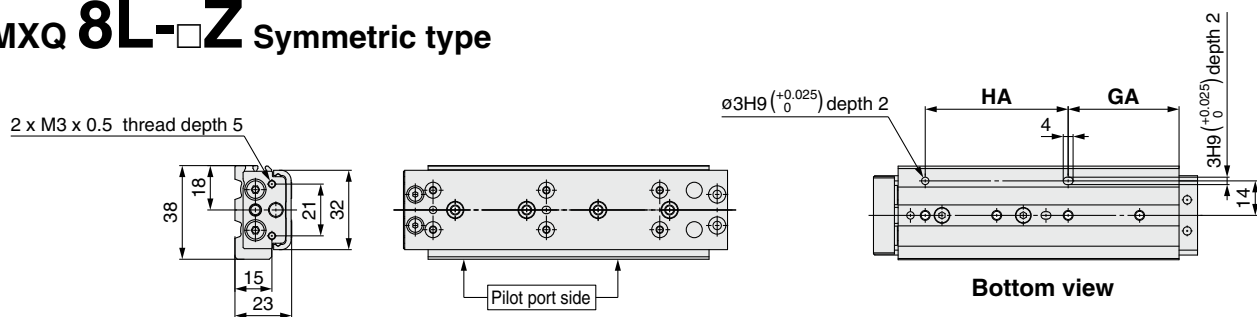 MXQ 8L-□Z Symmetric type
2 x M3 x 0.5 thread depth 5
38
18
21
32
15
23
Pilot port side
ø3H9 (+0.025 0) depth 2
HA
GA
4
3H9 (+0.025 0) depth 2
14
Bottom view